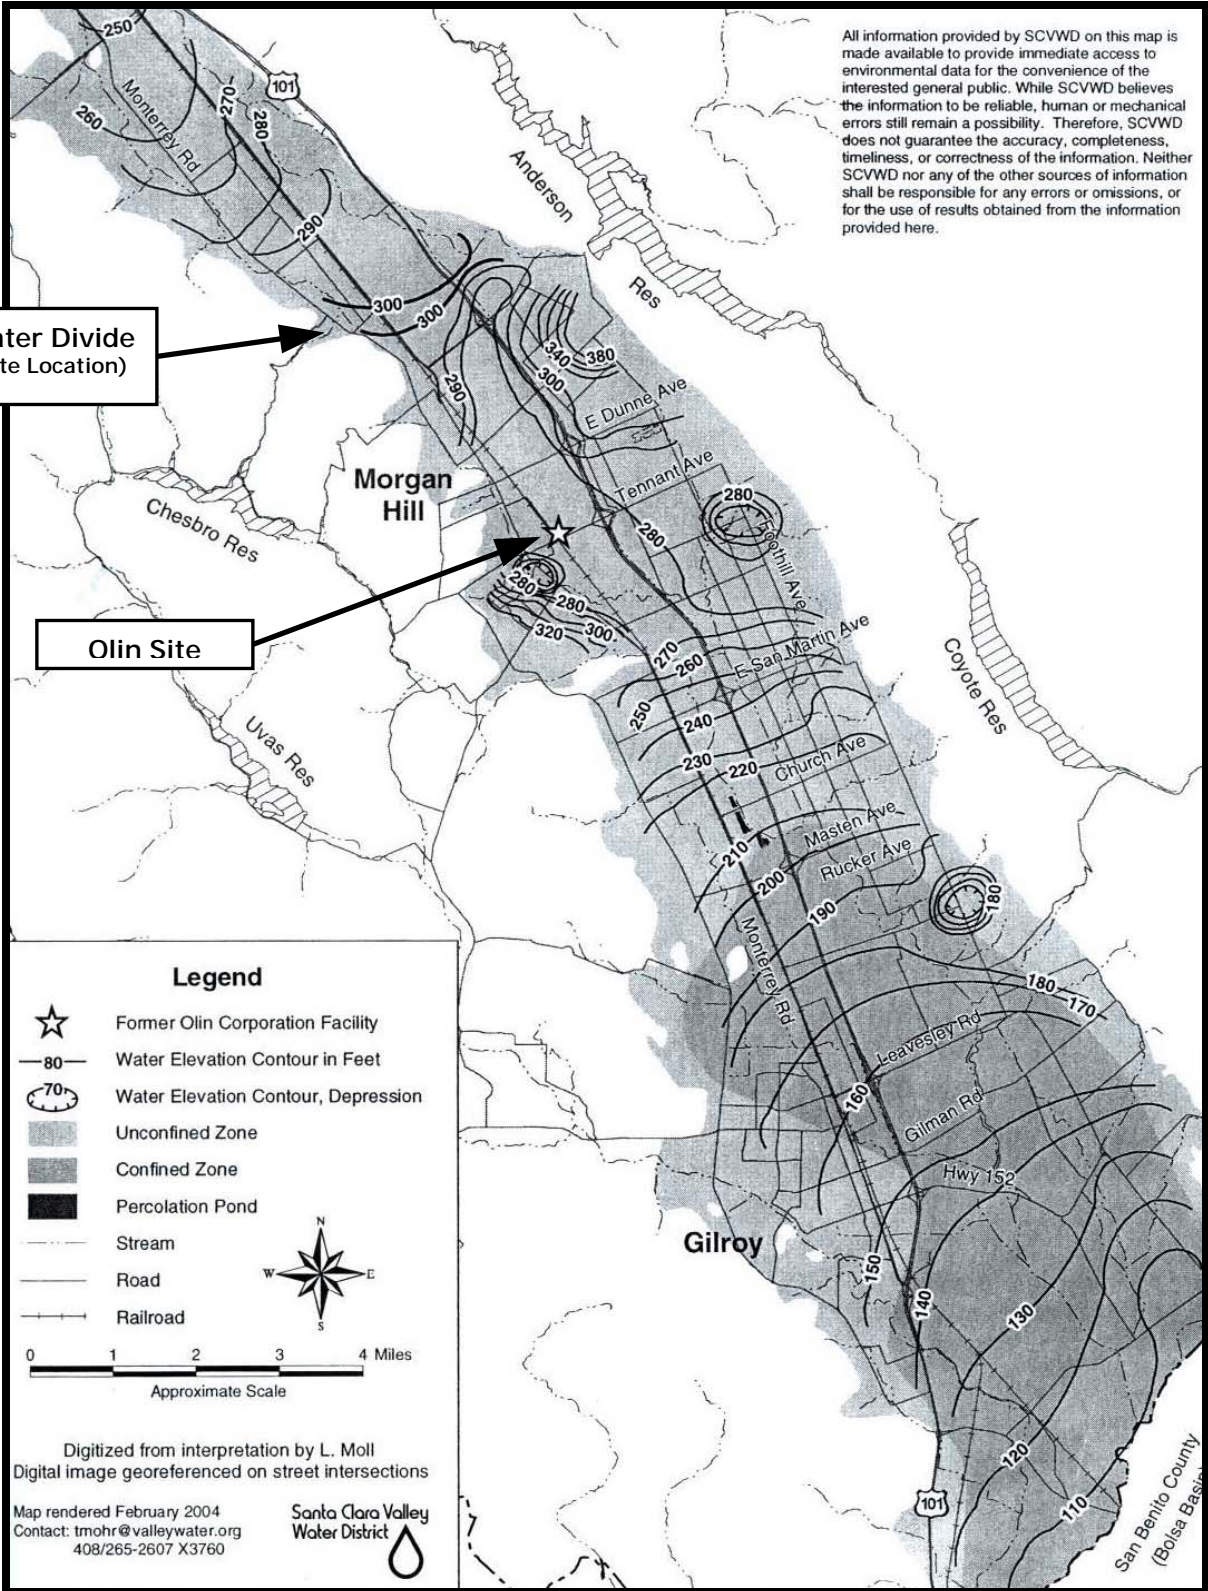 All information provided by SCVWD on this map is
made available to provide immediate access to
environmental data for the convenience of the
interested general public. While SCVWD believes
the information to be reliable, human or mechanical
errors still remain a possibility. Therefore, SCVWD
does not guarantee the accuracy, completeness,
timeliness, or correctness of the information. Neither
SCVWD nor any of the other sources of information
shall be responsible for any errors or omissions, or
for the use of results obtained from the information
provided here.
250
101
Monterrey Rd
270
280
260
290
Anderson
Res
300
300
ter Divide
te Location)
340
380
300
290
E Dunne Ave
Morgan
Hill
Tennant Ave
280
Chesbro Res
280
Foothill Ave
280
280
320
300
Olin Site
270
260
E San Martin Ave
Coyote Res
250
240
Uvas Res
230
220
Church Ave
210
Masten Ave
200
Rucker Ave
190
180
Monterrey Rd
180
170
Leavesley Rd
160
Gilman Rd
Hwy 152
Gilroy
150
140
130
120
110
101
San Benito County
(Bolsa Basin)
Legend
Former Olin Corporation Facility
80
Water Elevation Contour in Feet
70
Water Elevation Contour, Depression
Unconfined Zone
Confined Zone
Percolation Pond
Stream
Road
Railroad
N
W
E
S
0 1 2 3 4 Miles
Approximate Scale
Digitized from interpretation by L. Moll
Digital image georeferenced on street intersections
Map rendered February 2004
Contact: tmohr@valleywater.org
408/265-2607 X3760
Santa Clara Valley
Water District